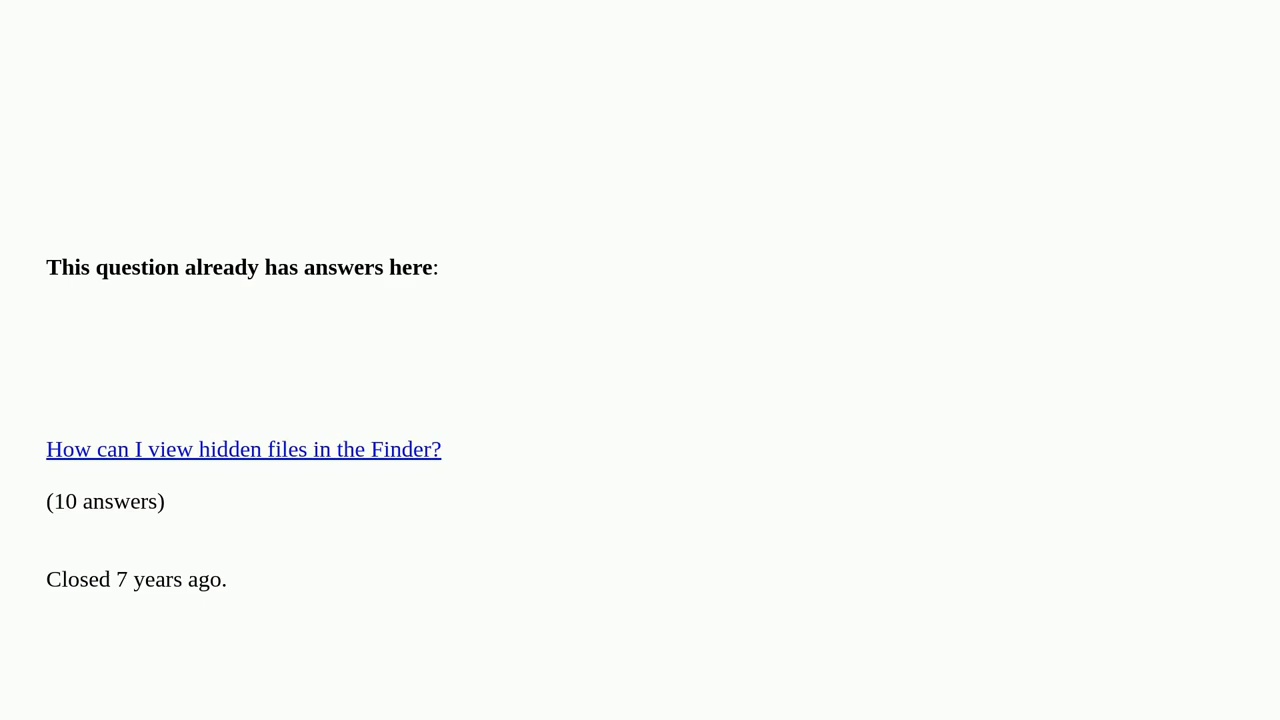 This question already has answers here:
How can I view hidden files in the Finder?
(10 answers)
Closed 7 years ago.